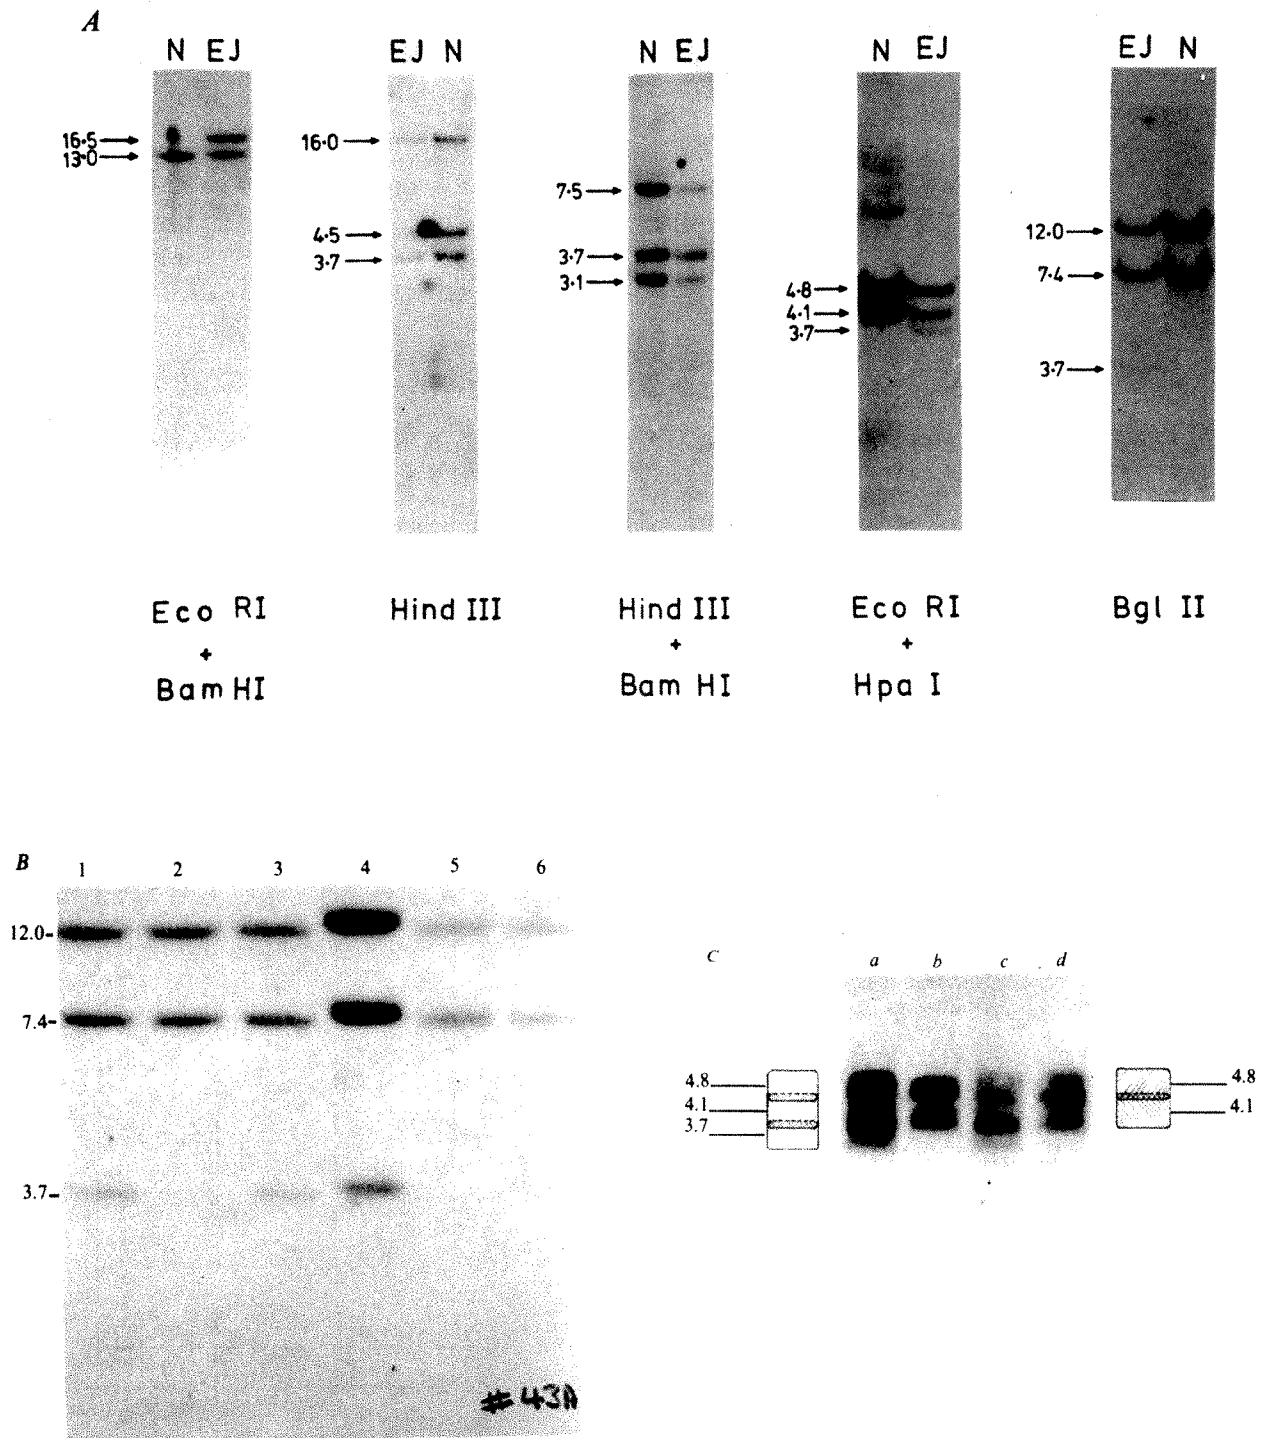 A
N EJ
EJ N
N EJ
N EJ
EJ N
16·5
13·0
16·0
4·5
3·7
7·5
3·7
3·1
4·8
4·1
3·7
12·0
7·4
3·7
Eco RI
+
Bam HI
Hind III
Hind III
+
Bam HI
Eco RI
+
Hpa I
Bgl II
B
1 2 3 4 5 6
12.0-
7.4-
3.7-
#43A
C
a b c d
4.8
4.1
3.7
4.8
4.1